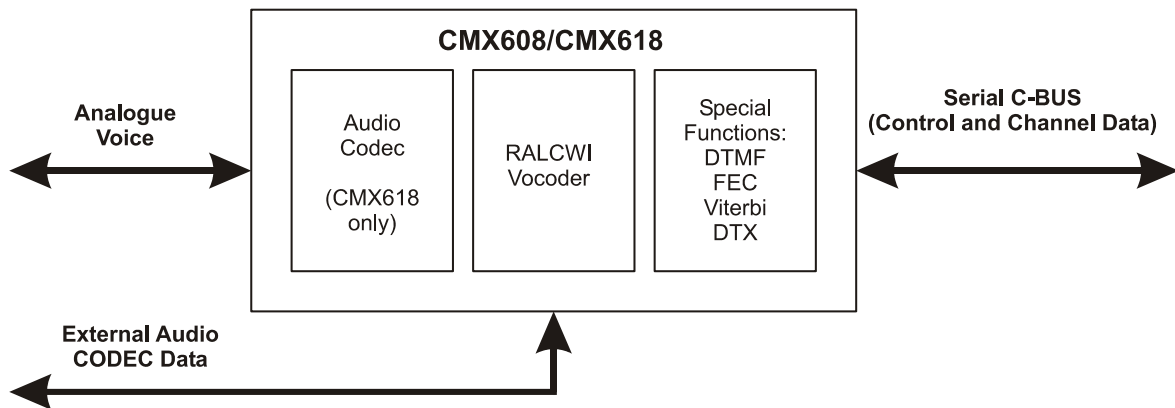 CMX608/CMX618
Analogue
Voice
Audio
Codec
(CMX618
only)
RALCWI
Vocoder
Special
Functions:
DTMF
FEC
Viterbi
DTX
Serial C-BUS
(Control and Channel Data)
External Audio
CODEC Data